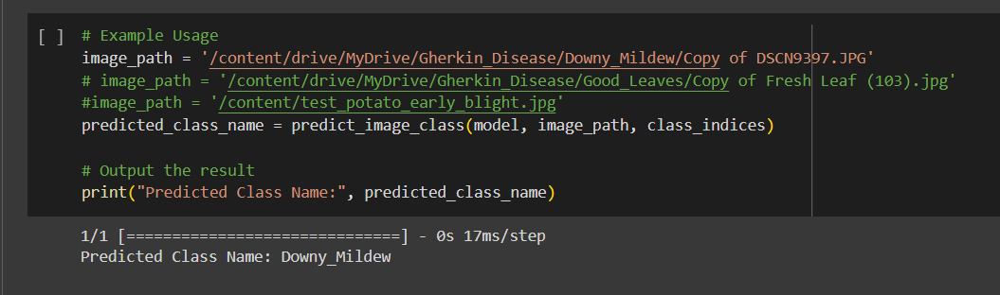 [ ] # Example Usage
image_path = '/content/drive/MyDrive/Gherkin_Disease/Downy_Mildew/Copy of DSCN9397.JPG'
# image_path = '/content/drive/MyDrive/Gherkin_Disease/Good_Leaves/Copy of Fresh Leaf (103).jpg'
#image_path = '/content/test_potato_early_blight.jpg'
predicted_class_name = predict_image_class(model, image_path, class_indices)
# Output the result
print("Predicted Class Name:", predicted_class_name)
1/1 [==============================] - 0s 17ms/step
Predicted Class Name: Downy_Mildew